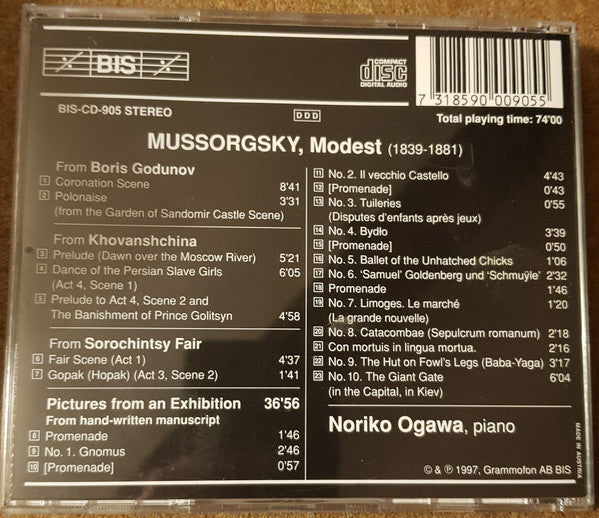 BIS
COMPACT
disc
DIGITAL AUDIO
7 318590 009055
BIS-CD-905 STEREO
DDD
Total playing time: 74'00
MUSSORGSKY, Modest (1839-1881)
From Boris Godunov
1 Coronation Scene 8'41
2 Polonaise 3'31
(from the Garden of Sandomir Castle Scene)
From Khovanshchina
3 Prelude (Dawn over the Moscow River) 5'21
4 Dance of the Persian Slave Girls 6'05
(Act 4, Scene 1)
5 Prelude to Act 4, Scene 2 and
The Banishment of Prince Golitsyn 4'58
From Sorochintsy Fair
6 Fair Scene (Act 1) 4'37
7 Gopak (Hopak) (Act 3, Scene 2) 1'41
Pictures from an Exhibition 36'56
From hand-written manuscript
8 Promenade 1'46
9 No. 1. Gnomus 2'46
10 [Promenade] 0'57
11 No. 2. Il vecchio Castello 4'43
12 [Promenade] 0'43
13 No. 3. Tuileries 0'55
(Disputes d'enfants après jeux)
14 No. 4. Bydło 3'39
15 [Promenade] 0'50
16 No. 5. Ballet of the Unhatched Chicks 1'06
17 No. 6. 'Samuel' Goldenberg und 'Schmuÿle' 2'32
18 Promenade 1'46
19 No. 7. Limoges. Le marché 1'20
(La grande nouvelle)
20 No. 8. Catacombae (Sepulcrum romanum) 2'18
21 Con mortuis in lingua mortua. 2'16
22 No. 9. The Hut on Fowl's Legs (Baba-Yaga) 3'17
23 No. 10. The Giant Gate 6'04
(in the Capital, in Kiev)
Noriko Ogawa, piano
© & ℗ 1997, Grammofon AB BIS
MADE IN AUSTRIA